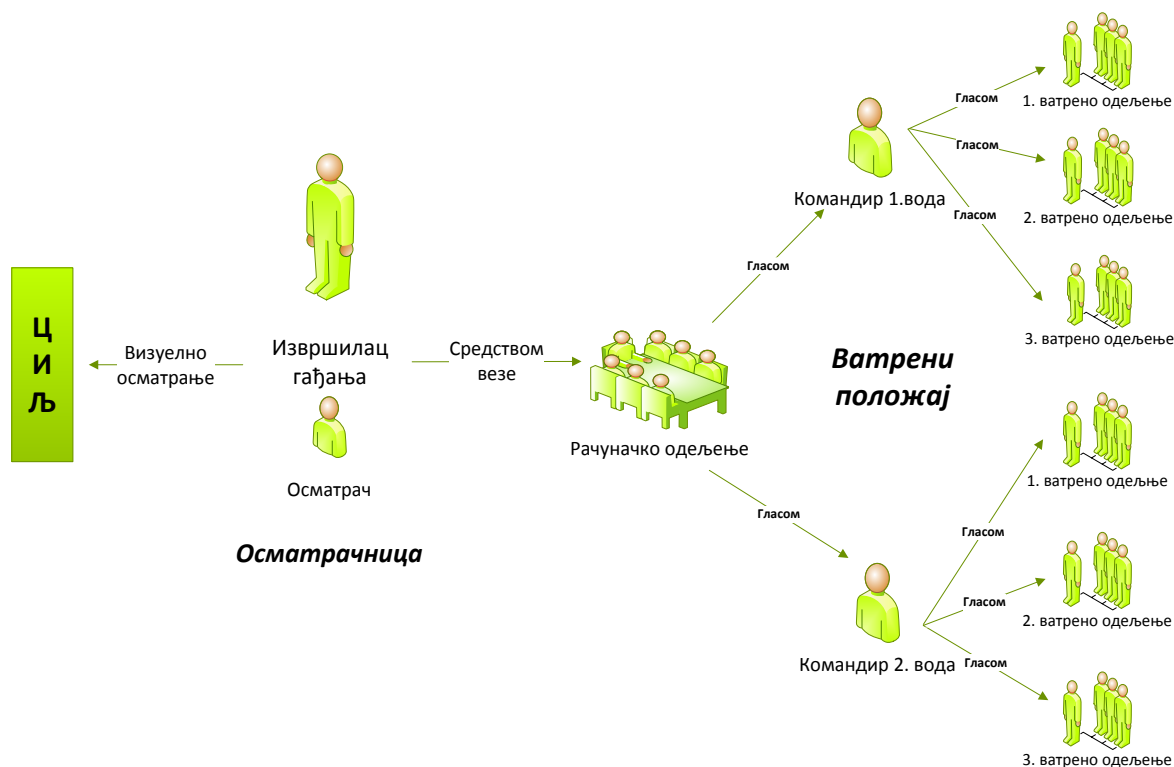 Ц
И
Љ
Визуелно
осматрање
Извршилац
гађања
Осматрач
Осматрачница
Средством
везе
Рачуначко одељење
Гласом
Гласом
Командир 1.вода
Ватрени
положај
Командир 2. вода
Гласом
1. ватрено одељење
Гласом
2. ватрено одељење
Гласом
3. ватрено одељење
Гласом
1. ватрено одељење
Гласом
2. ватрено одељење
Гласом
3. ватрено одељење